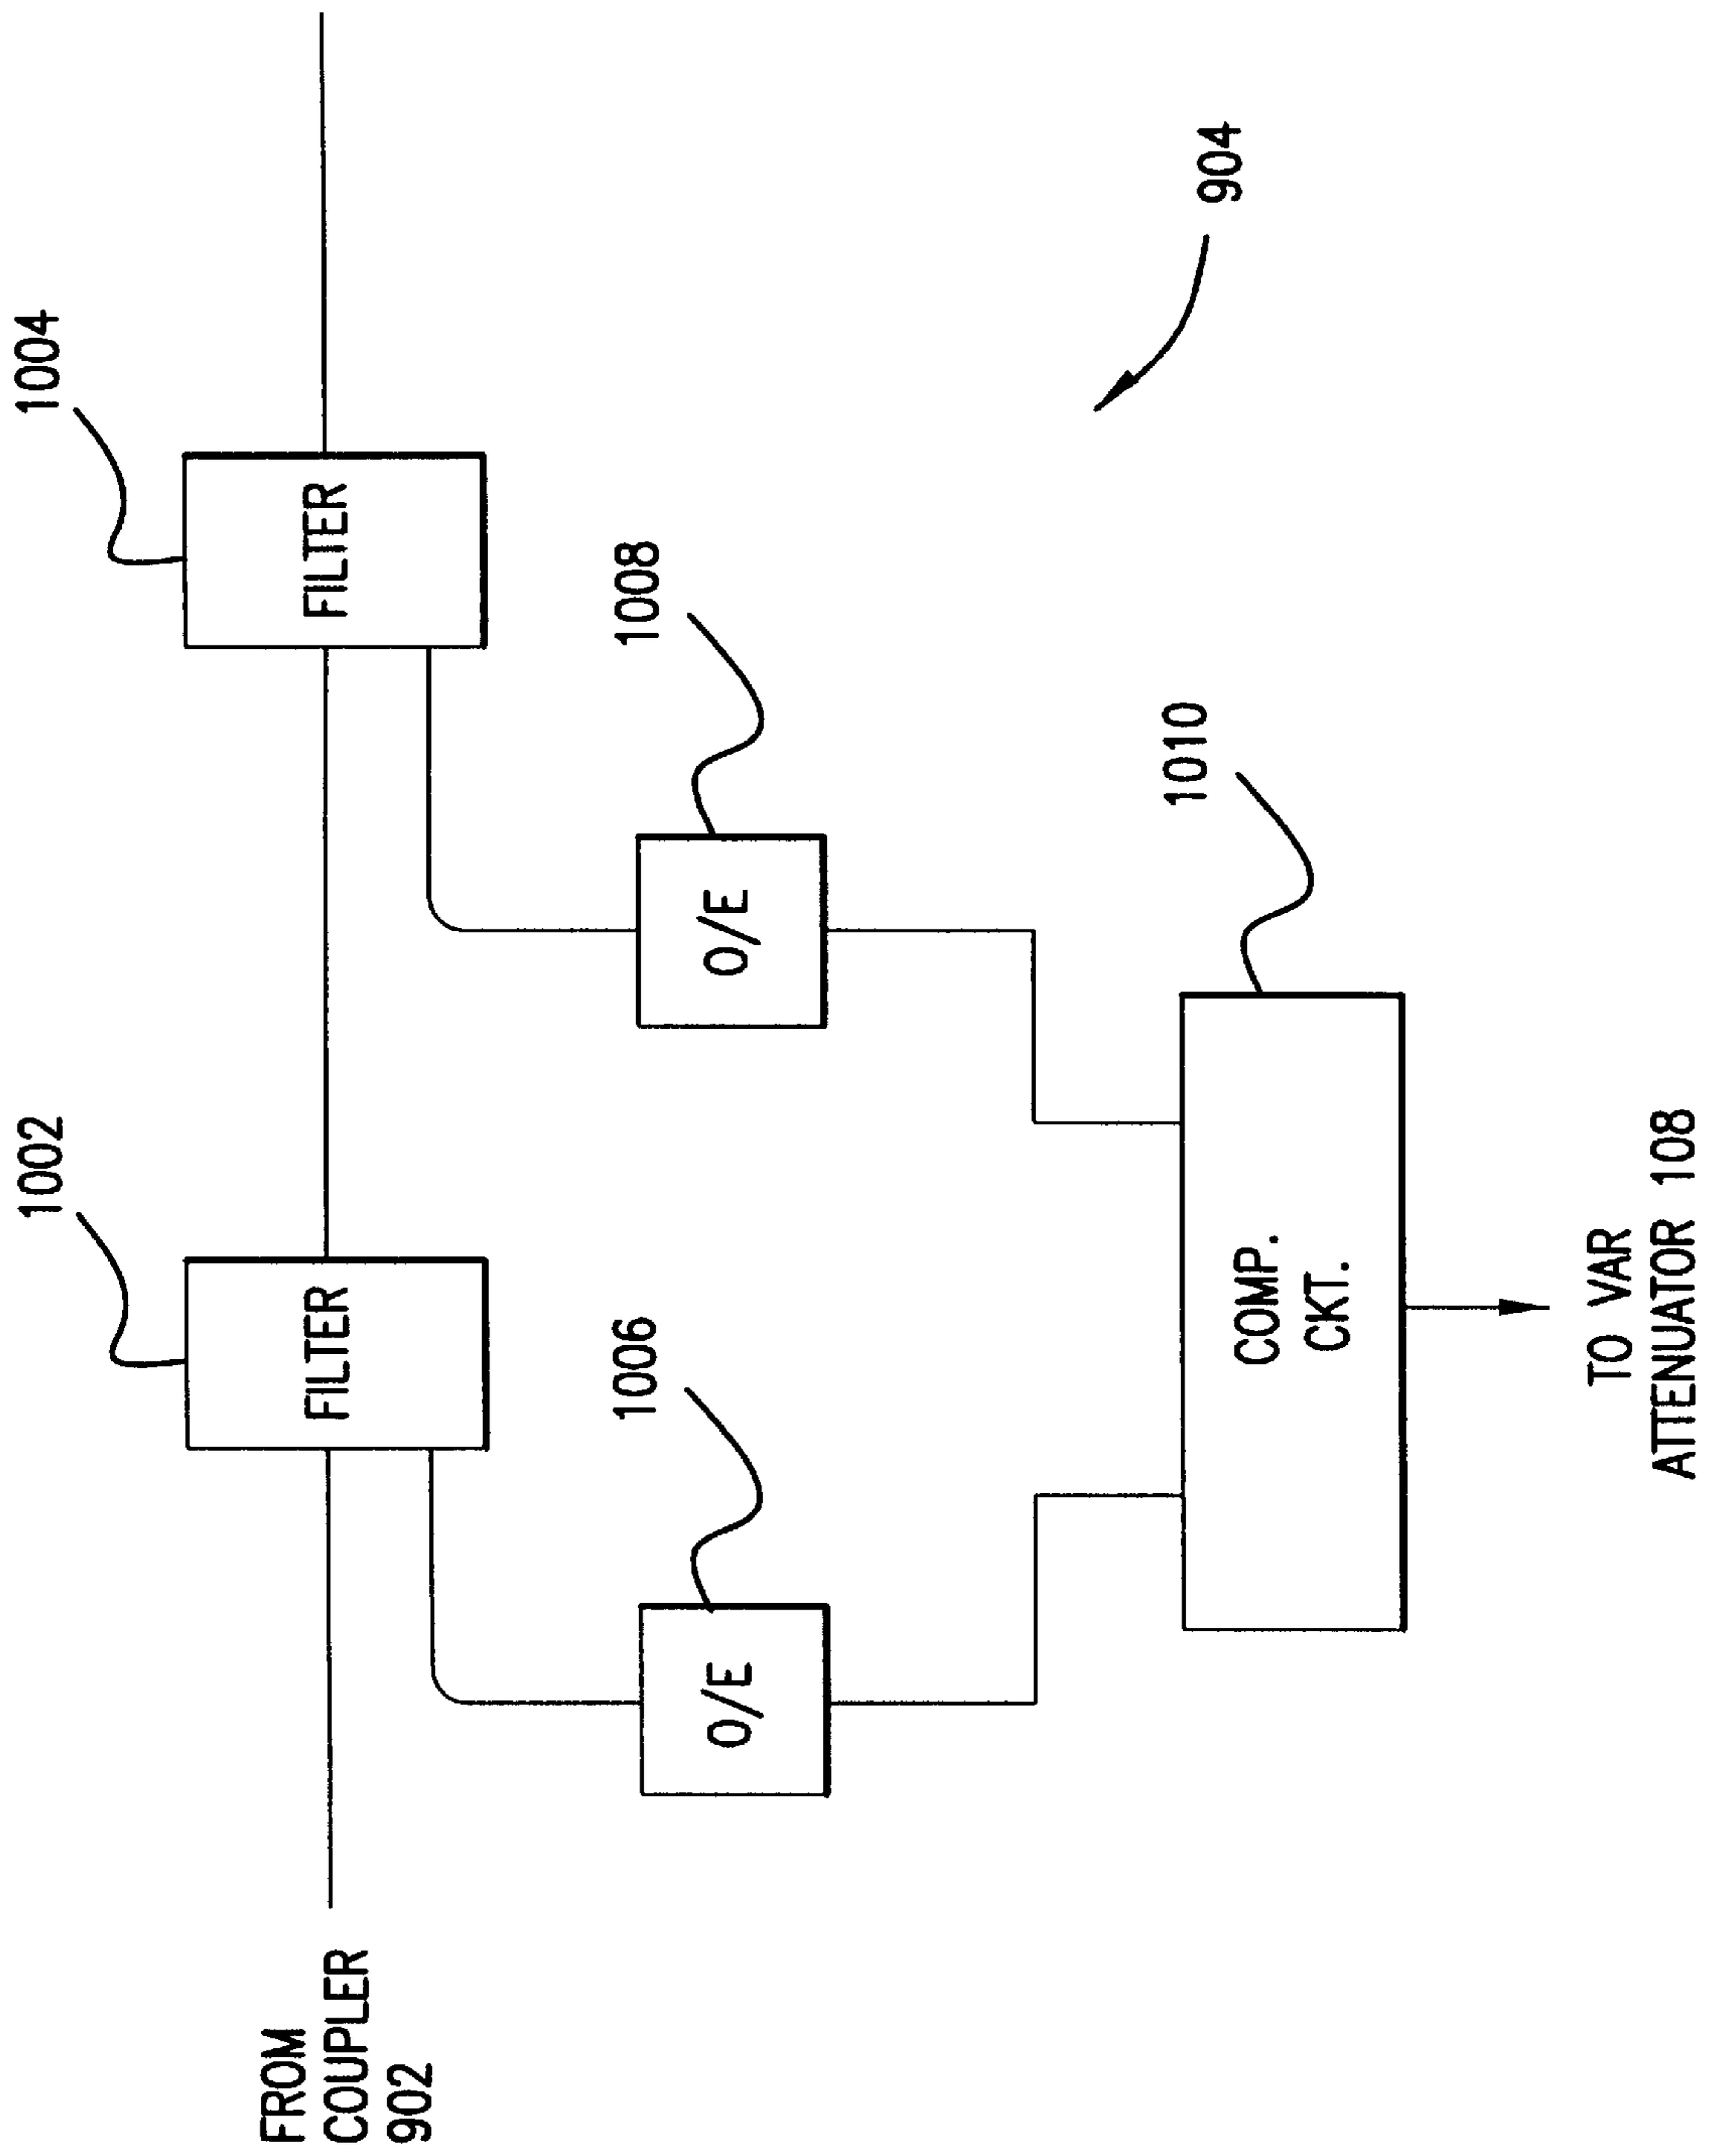 1002
1004
FILTER
FILTER
FROM
COUPLER
902
1006
1008
O/E
O/E
904
1010
COMP.
CKT.
TO VAR
ATTENUATOR 108